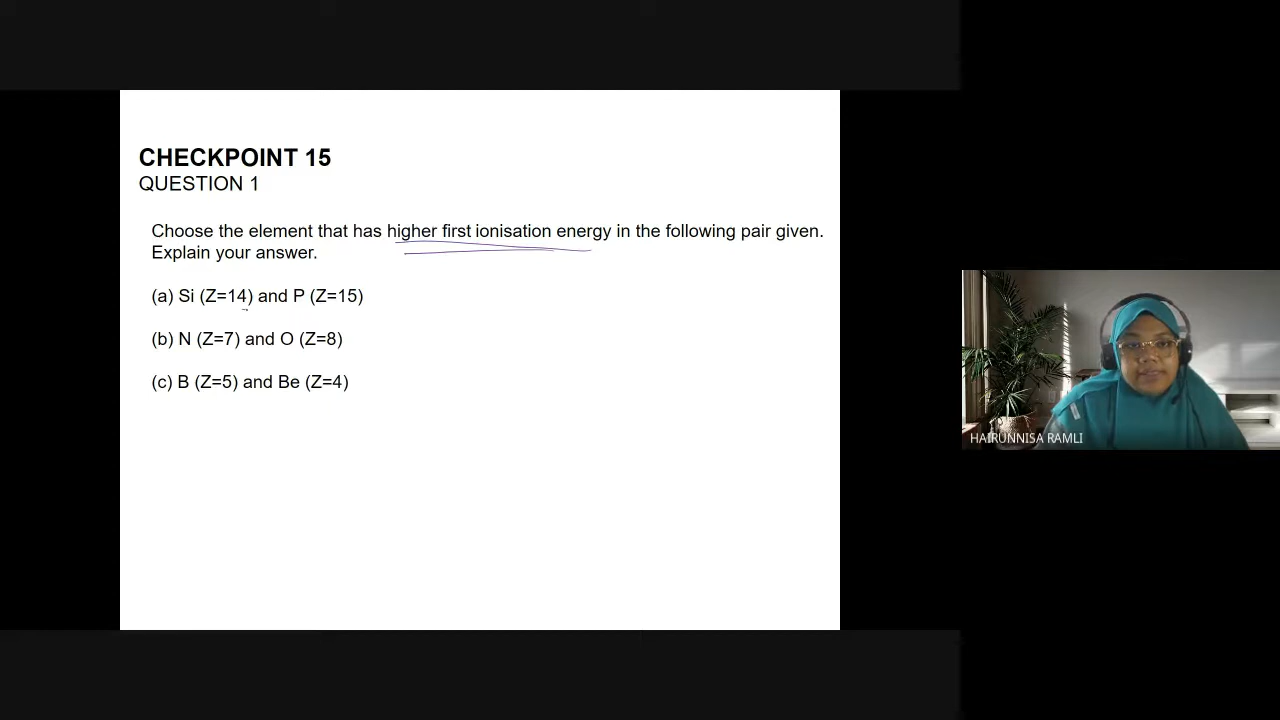 CHECKPOINT 15
QUESTION 1
Choose the element that has higher first ionisation energy in the following pair given.
Explain your answer.
(a) Si (Z=14) and P (Z=15)
(b) N (Z=7) and O (Z=8)
(c) B (Z=5) and Be (Z=4)
HAIRUNNISA RAMLI